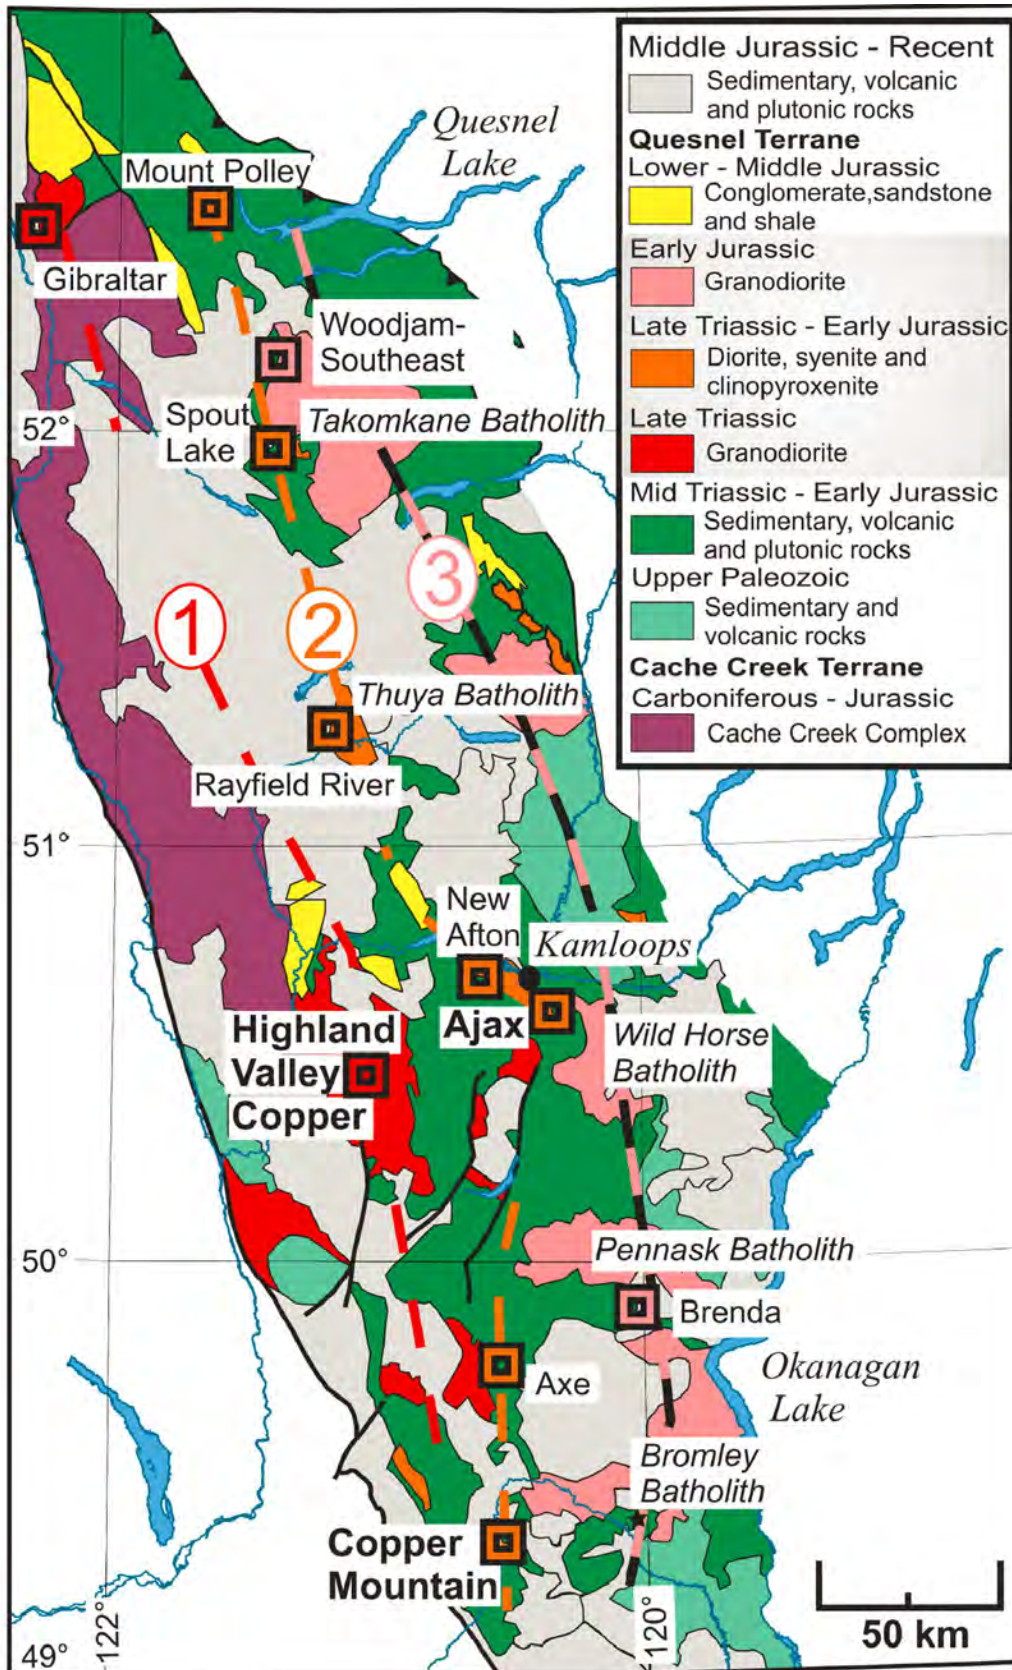 Middle Jurassic - Recent
Sedimentary, volcanic
and plutonic rocks
Quesnel Terrane
Lower - Middle Jurassic
Conglomerate,sandstone
and shale
Early Jurassic
Granodiorite
Late Triassic - Early Jurassic
Diorite, syenite and
clinopyroxenite
Late Triassic
Granodiorite
Mid Triassic - Early Jurassic
Sedimentary, volcanic
and plutonic rocks
Upper Paleozoic
Sedimentary and
volcanic rocks
Cache Creek Terrane
Carboniferous - Jurassic
Cache Creek Complex
Quesnel
Lake
Mount Polley
Gibraltar
Woodjam-
Southeast
Spout
Lake
52°
Takomkane Batholith
1
2
3
Thuya Batholith
Rayfield River
51°
New
Afton
Kamloops
Ajax
Highland
Valley
Copper
Wild Horse
Batholith
50°
Pennask Batholith
Brenda
Axe
Okanagan
Lake
Bromley
Batholith
Copper
Mountain
50 km
49°
122°
120°